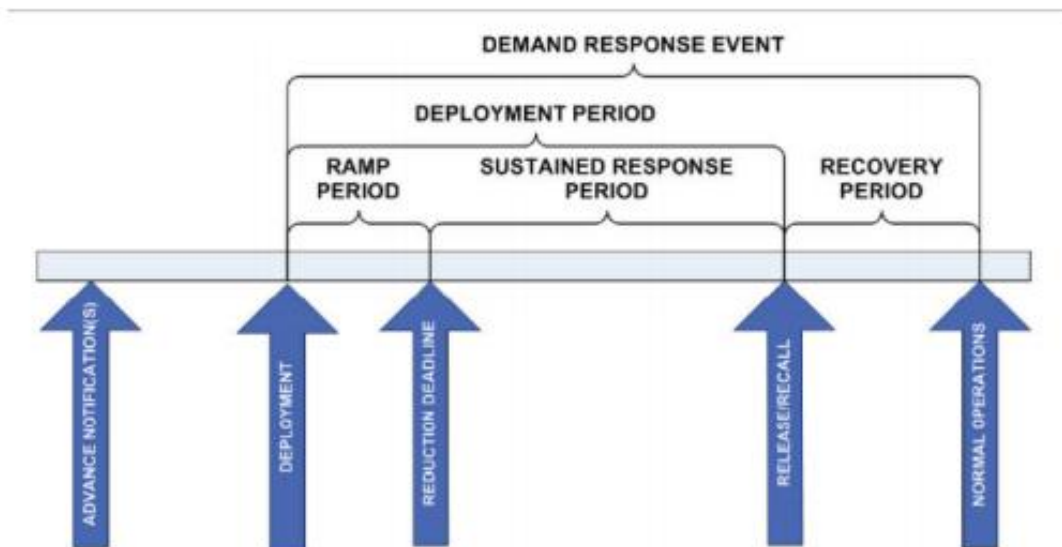 DEMAND RESPONSE EVENT
DEPLOYMENT PERIOD
RAMP
PERIOD
SUSTAINED RESPONSE
PERIOD
RECOVERY
PERIOD
ADVANCE NOTIFICATION(S)
DEPLOYMENT
REDUCTION DEADLINE
RELEASE/RECALL
NORMAL OPERATIONS